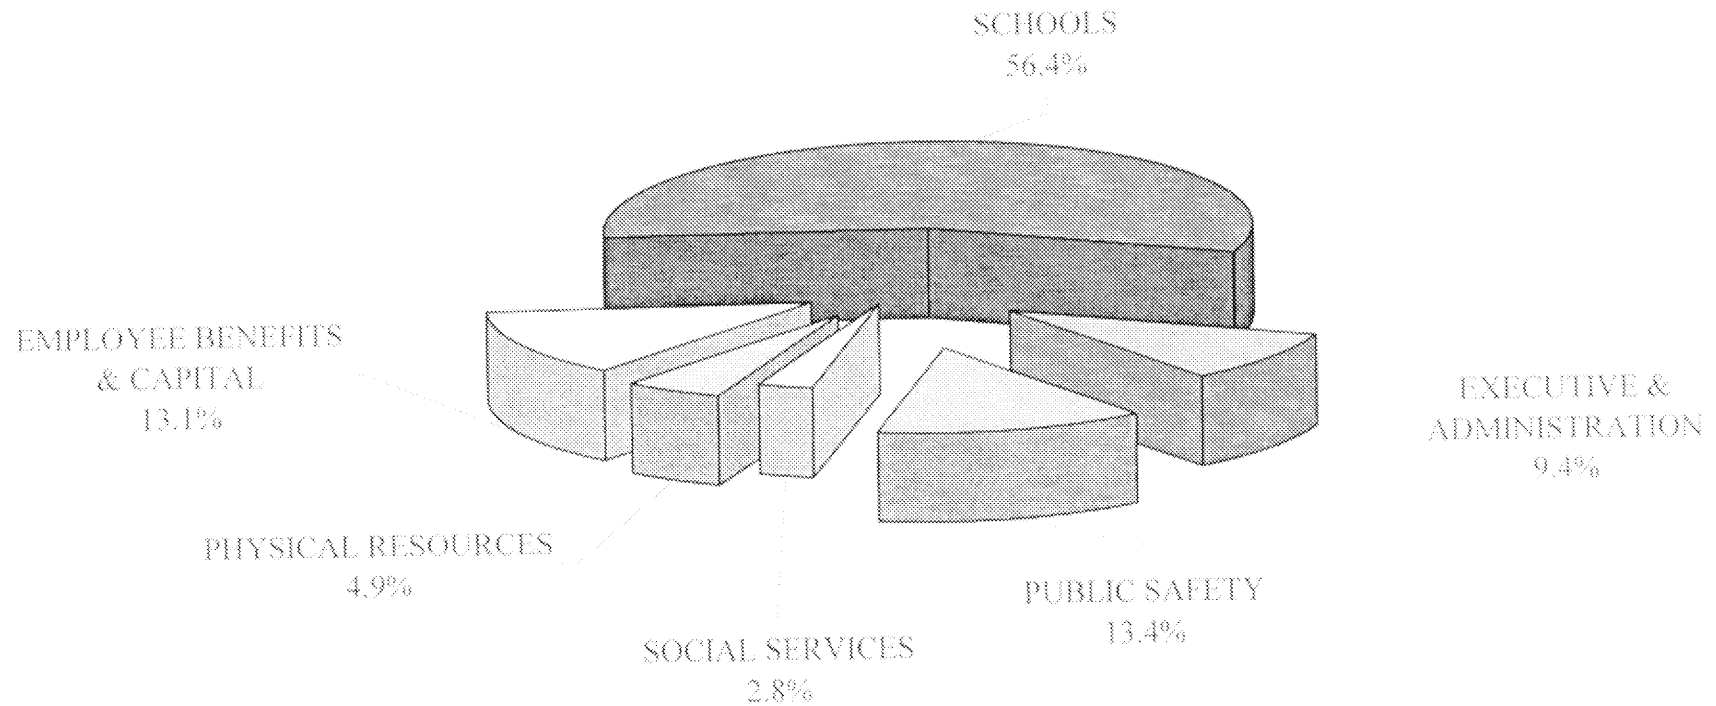 SCHOOLS
56.4%
EMPLOYEE BENEFITS
& CAPITAL
13.1%
EXECUTIVE &
ADMINISTRATION
9.4%
PHYSICAL RESOURCES
4.9%
PUBLIC SAFETY
13.4%
SOCIAL SERVICES
2.8%